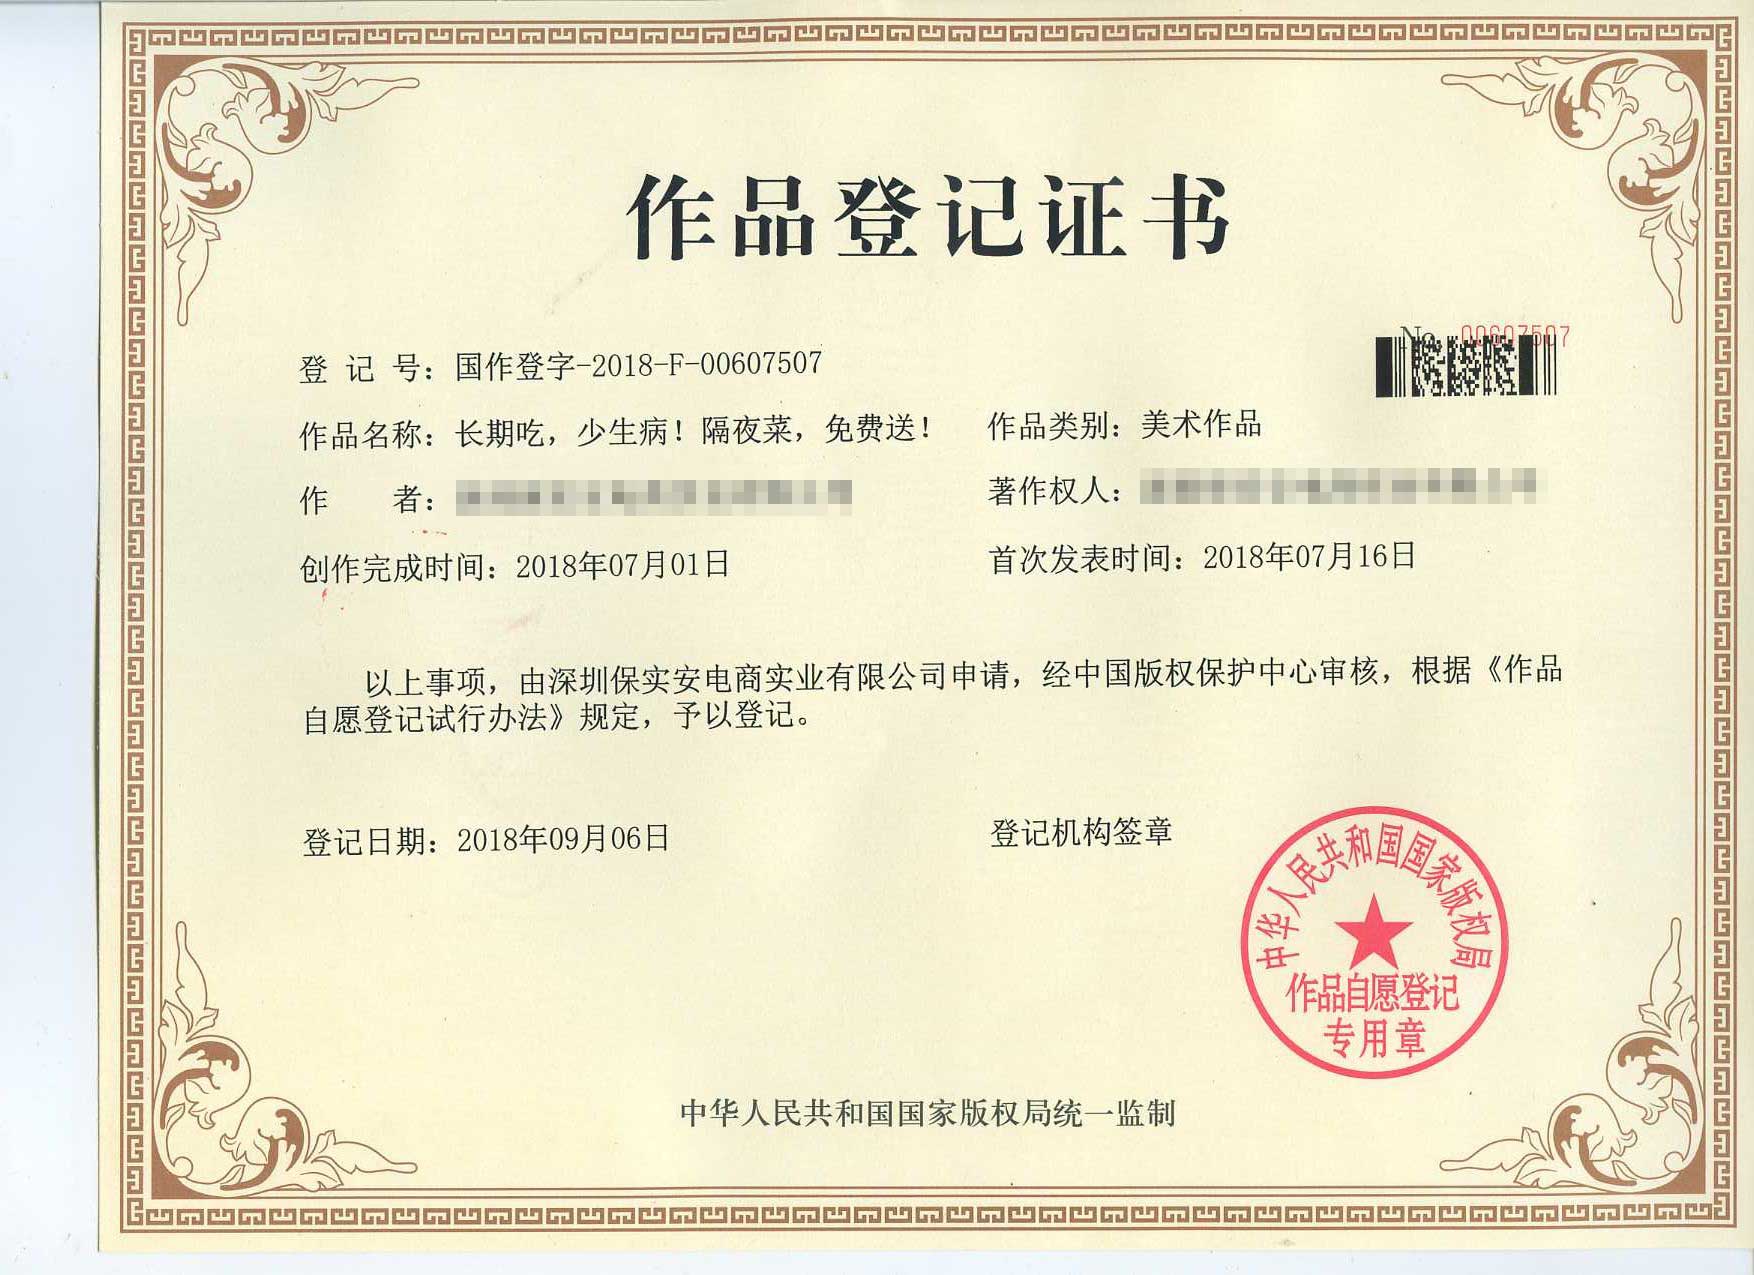 作品登记证书
No. 00607507
登 记 号：国作登字-2018-F-00607507
作品名称：长期吃，少生病！隔夜菜，免费送！ 作品类别：美术作品
作 者： 著作权人：
创作完成时间：2018年07月01日 首次发表时间：2018年07月16日
以上事项，由深圳保实安电商实业有限公司申请，经中国版权保护中心审核，根据《作品
自愿登记试行办法》规定，予以登记。
登记日期：2018年09月06日 登记机构签章
中华人民共和国国家版权局
作品自愿登记
专用章
中华人民共和国国家版权局统一监制